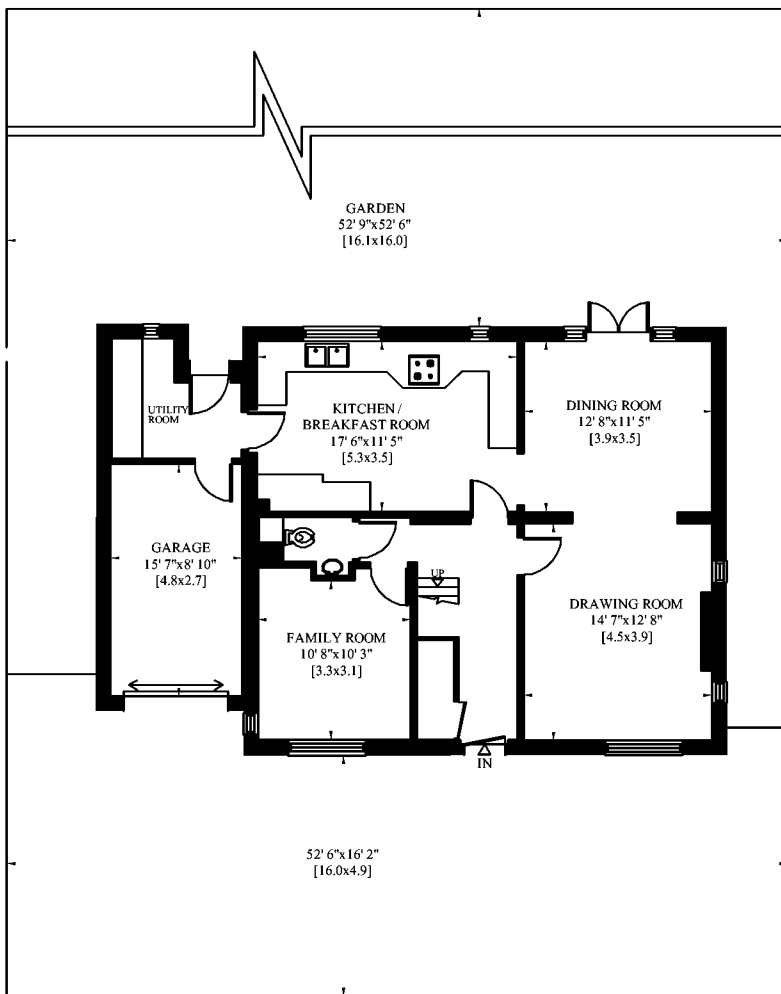 GARDEN
52' 9"x52' 6"
[16.1x16.0]
KITCHEN /
BREAKFAST ROOM
17' 6"x11' 5"
[5.3x3.5]
DINING ROOM
12' 8"x11' 5"
[3.9x3.5]
UTILITY
ROOM
GARAGE
15' 7"x8' 10"
[4.8x2.7]
UP
FAMILY ROOM
10' 8"x10' 3"
[3.3x3.1]
DRAWING ROOM
14' 7"x12' 8"
[4.5x3.9]
IN
52' 6"x16' 2"
[16.0x4.9]